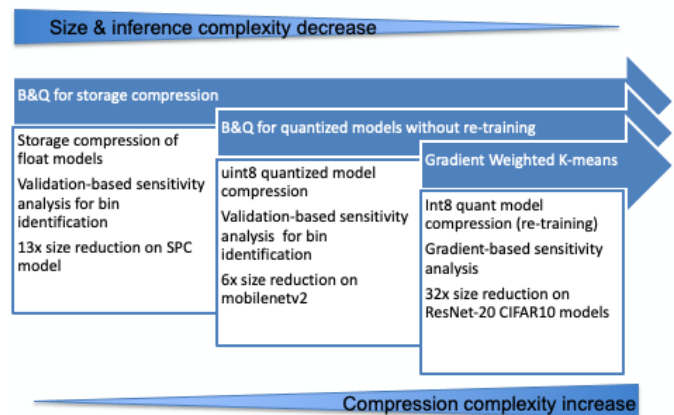 Size & inference complexity decrease
B&Q for storage compression
Storage compression of
float models
Validation-based sensitivity
analysis for bin
identification
13x size reduction on SPC
model
B&Q for quantized models without re-training
uint8 quantized model
compression
Validation-based sensitivity
analysis for bin
identification
6x size reduction on
mobilenetv2
Gradient Weighted K-means
Int8 quant model
compression (re-training)
Gradient-based sensitivity
analysis
32x size reduction on
ResNet-20 CIFAR10 models
Compression complexity increase